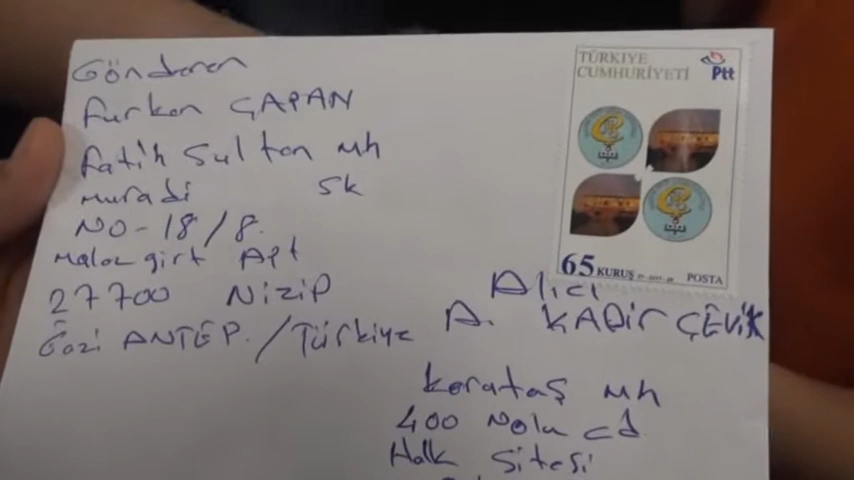 Gönderen
Furkan ÇAPAN
Fatih Sultan Mh
Muradi Sk
NO-18/8.
Malazgirt Apt
27700 NiZiP
Gazi ANTEP. / Türkiye
TÜRKİYE
CUMHURİYETİ
Ptt
65 KURUŞ
POSTA
Alıcı
A. KADİr ÇEViK
Karataş Mh
400 Nolu cd
Halk Sitesi